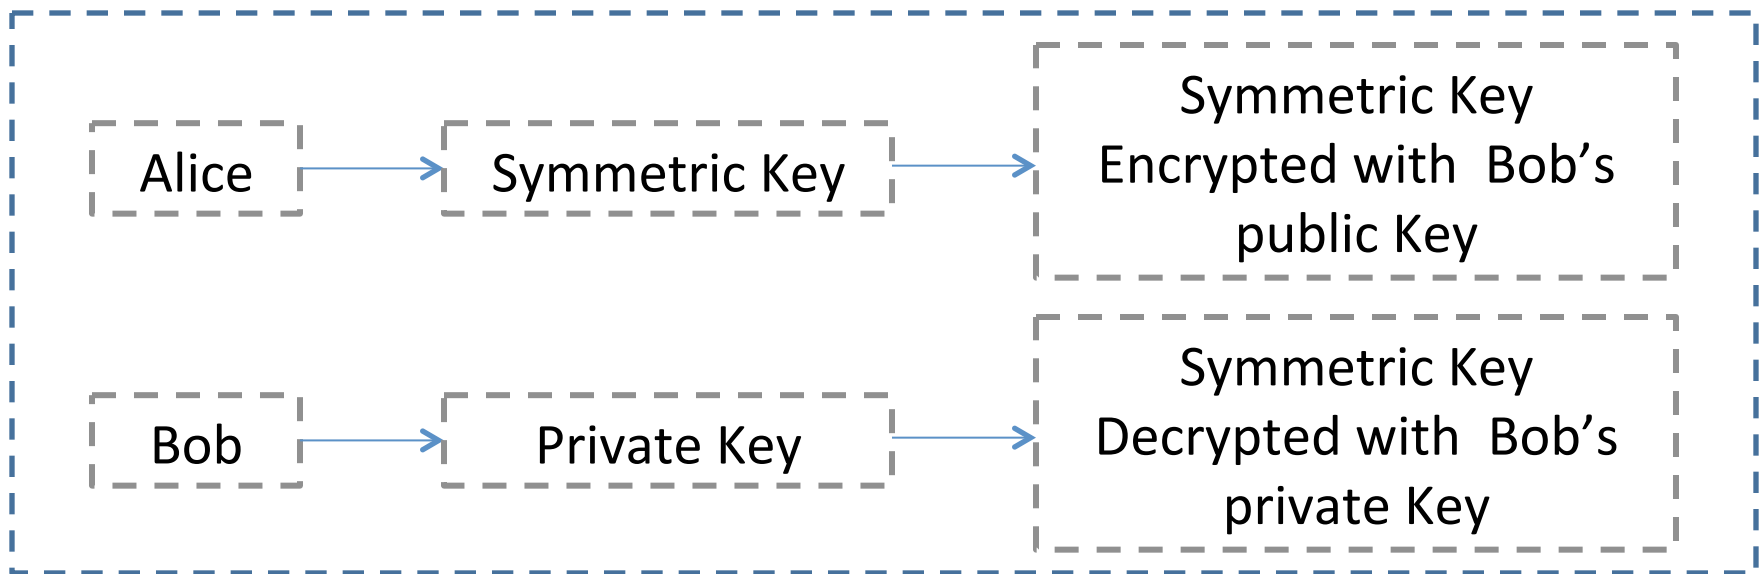 Alice
Symmetric Key
Symmetric Key
Encrypted with Bob’s
public Key
Bob
Private Key
Symmetric Key
Decrypted with Bob’s
private Key